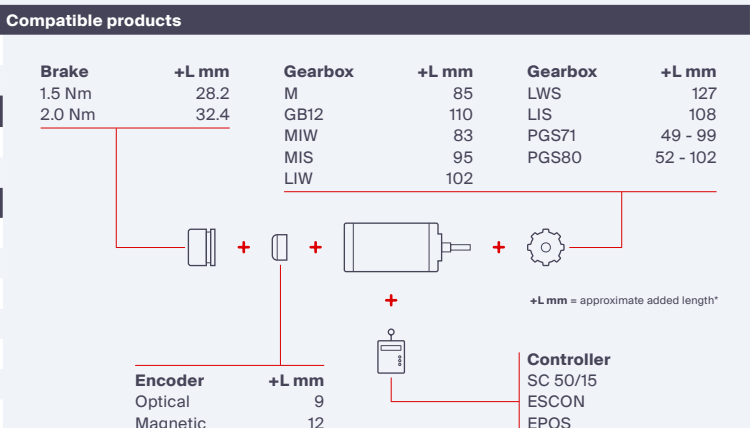 Compatible products
Brake +L mm
1.5 Nm 28.2
2.0 Nm 32.4
Gearbox +L mm
M 85
GB12 110
MIW 83
MIS 95
LIW 102
Gearbox +L mm
LWS 127
LIS 108
PGS71 49 - 99
PGS80 52 - 102
+L mm = approximate added length*
Encoder +L mm
Optical 9
Magnetic 12
Controller
SC 50/15
ESCON
EPOS